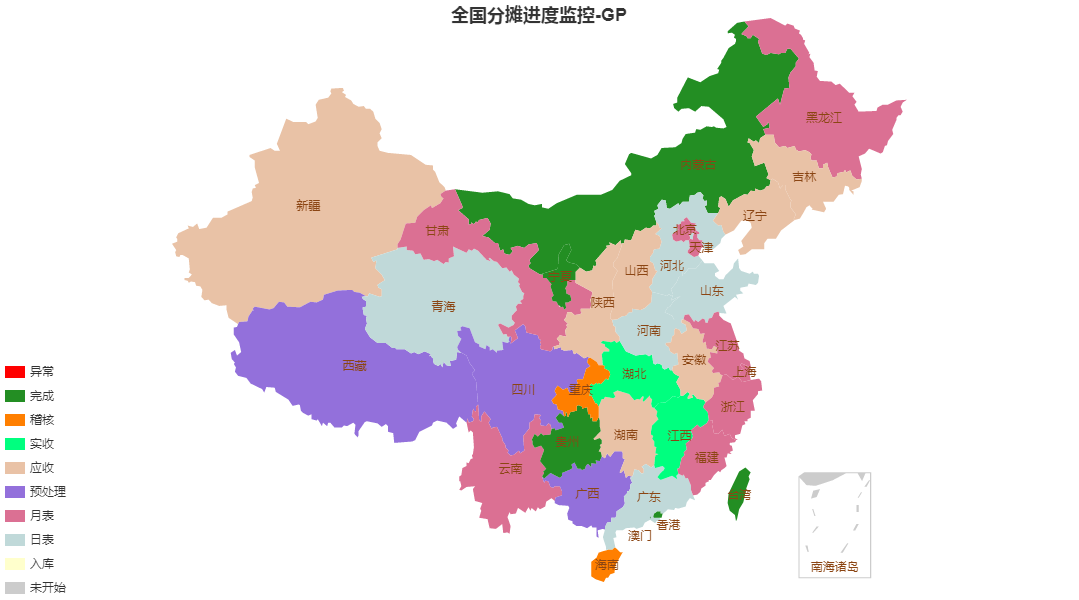 全国分摊进度监控-GP
黑龙江
内蒙古
吉林
新疆
辽宁
甘肃
北京
天津
宁夏
山西
河北
青海
陕西
山东
河南
江苏
西藏
安徽
上海
湖北
四川
重庆
浙江
湖南
江西
贵州
福建
云南
广西
广东
台湾
香港
澳门
海南
南海诸岛
异常
完成
稽核
实收
应收
预处理
月表
日表
入库
未开始